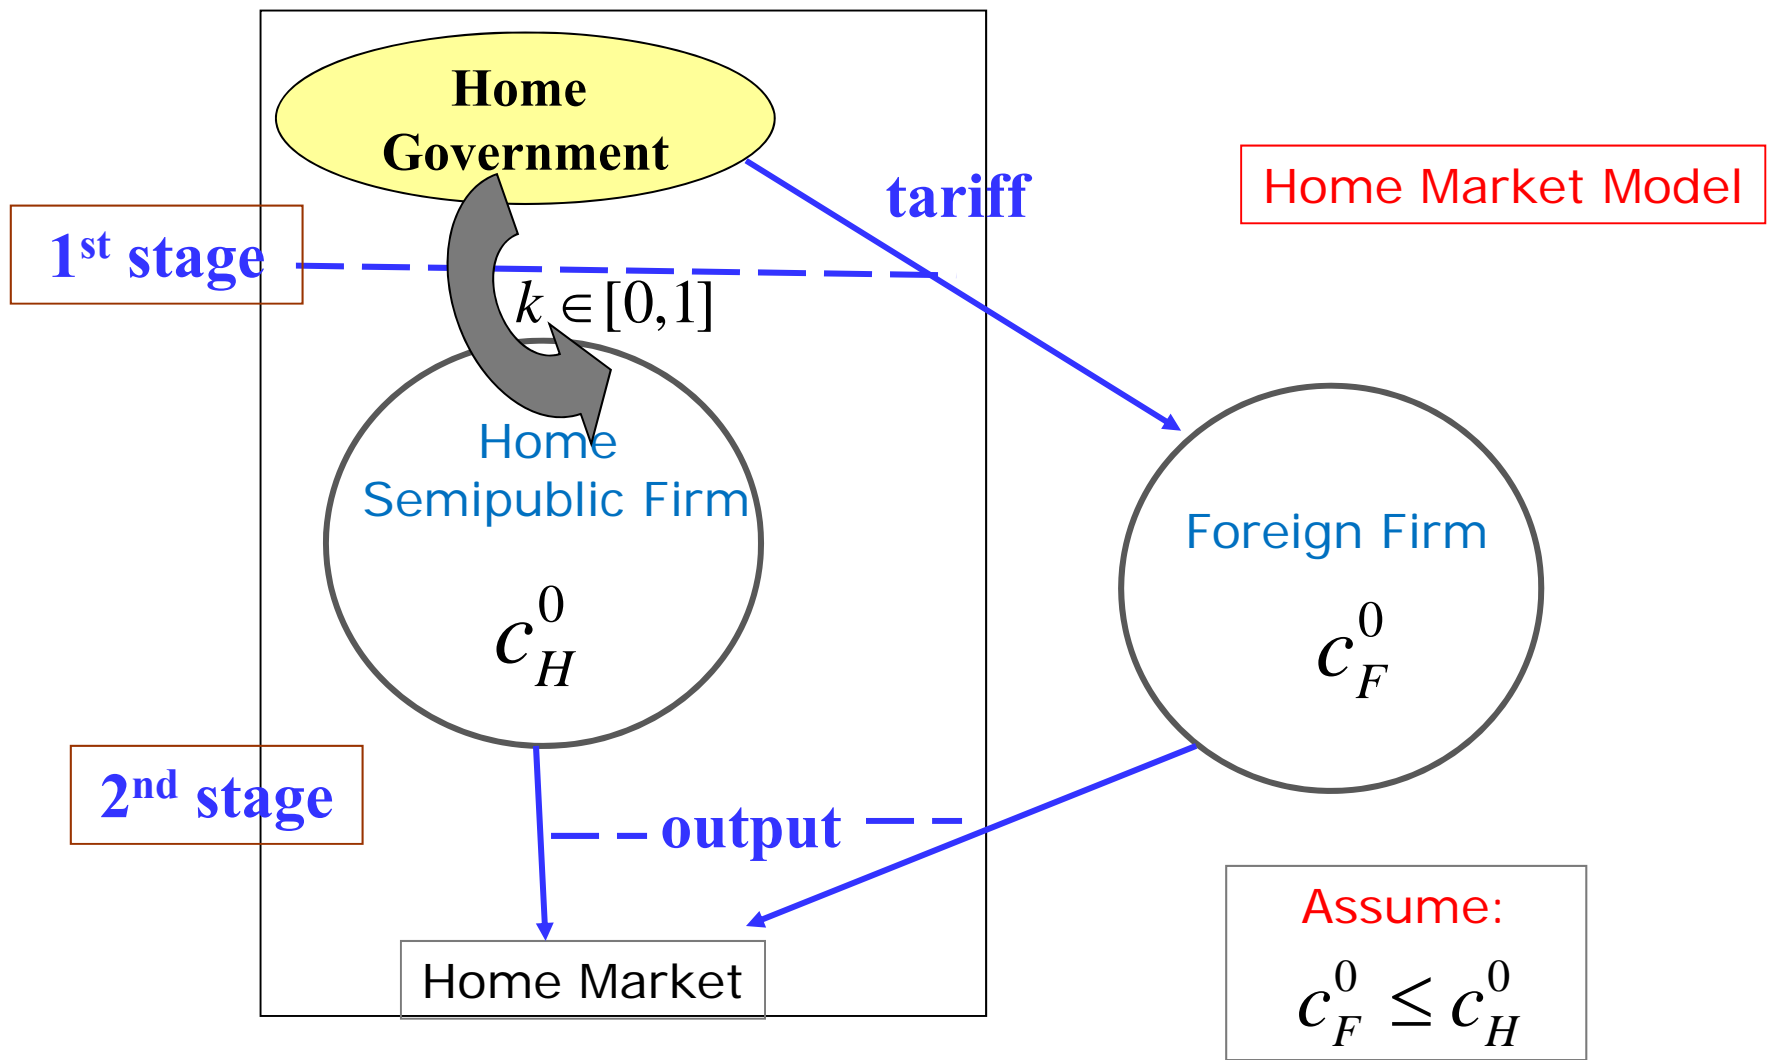 Home
Government
tariff
Home Market Model
1st stage
k ∈ [0,1]
Home
Semipublic Firm
Foreign Firm
c_H^0
c_F^0
2nd stage
output
Home Market
Assume:
c_F^0 ≤ c_H^0